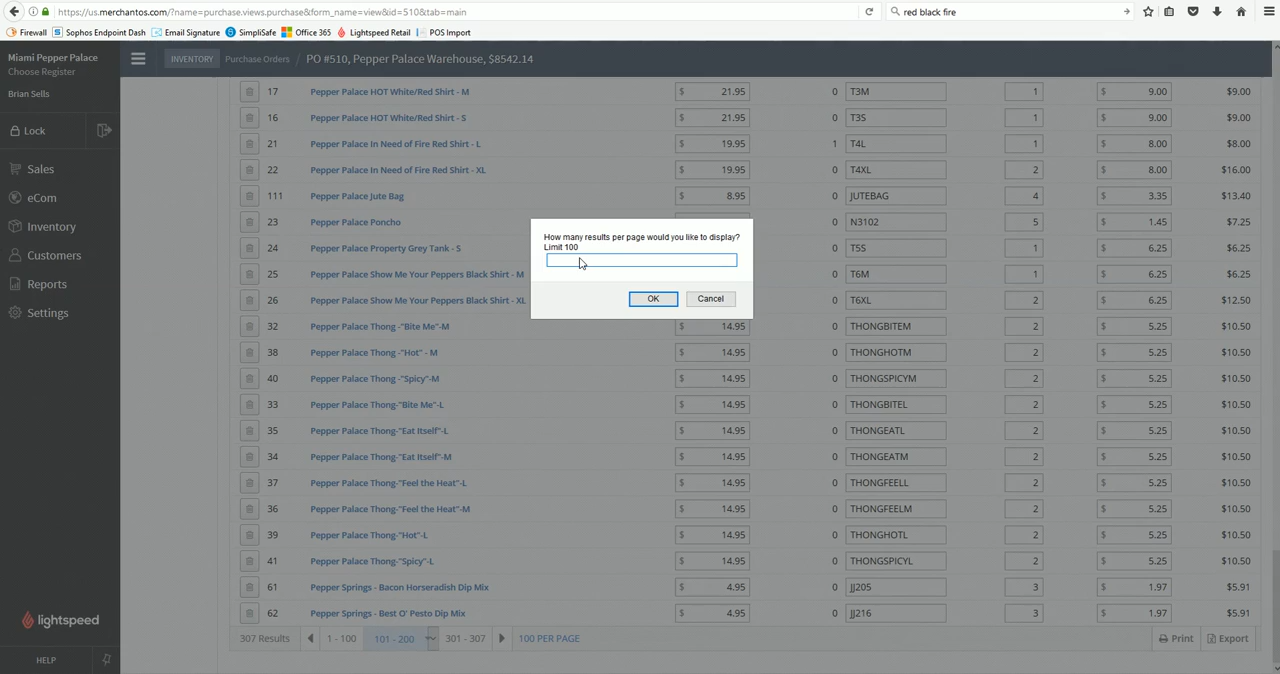 https://us.merchantos.com/?name=purchase.views.purchase&form_name=view&id=510&tab=main
red black fire
Firewall
Sophos Endpoint Dash
Email Signature
SimpliSafe
Office 365
Lightspeed Retail
POS Import
Miami Pepper Palace
Choose Register
Brian Sells
Lock
Sales
eCom
Inventory
Customers
Reports
Settings
lightspeed
HELP
INVENTORY Purchase Orders PO #510, Pepper Palace Warehouse, $8542.14
17 Pepper Palace HOT White/Red Shirt - M $ 21.95 0 T3M 1 $ 9.00 $9.00
16 Pepper Palace HOT White/Red Shirt - S $ 21.95 0 T3S 1 $ 9.00 $9.00
21 Pepper Palace In Need of Fire Red Shirt - L $ 19.95 1 T4L 1 $ 8.00 $8.00
22 Pepper Palace In Need of Fire Red Shirt - XL $ 19.95 0 T4XL 2 $ 8.00 $16.00
111 Pepper Palace Jute Bag $ 8.95 0 JUTEBAG 4 $ 3.35 $13.40
23 Pepper Palace Poncho 0 N3102 5 $ 1.45 $7.25
24 Pepper Palace Property Grey Tank - S 0 T5S 1 $ 6.25 $6.25
25 Pepper Palace Show Me Your Peppers Black Shirt - M 0 T6M 1 $ 6.25 $6.25
26 Pepper Palace Show Me Your Peppers Black Shirt - XL 0 T6XL 2 $ 6.25 $12.50
32 Pepper Palace Thong -"Bite Me"-M $ 14.95 0 THONGBITEM 2 $ 5.25 $10.50
38 Pepper Palace Thong -"Hot" - M $ 14.95 0 THONGHOTM 2 $ 5.25 $10.50
40 Pepper Palace Thong -"Spicy"-M $ 14.95 0 THONGSPICYM 2 $ 5.25 $10.50
33 Pepper Palace Thong-"Bite Me"-L $ 14.95 0 THONGBITEL 2 $ 5.25 $10.50
35 Pepper Palace Thong-"Eat Itself"-L $ 14.95 0 THONGEATL 2 $ 5.25 $10.50
34 Pepper Palace Thong-"Eat Itself"-M $ 14.95 0 THONGEATM 2 $ 5.25 $10.50
37 Pepper Palace Thong-"Feel the Heat"-L $ 14.95 0 THONGFEELL 2 $ 5.25 $10.50
36 Pepper Palace Thong-"Feel the Heat"-M $ 14.95 0 THONGFEELM 2 $ 5.25 $10.50
39 Pepper Palace Thong-"Hot"-L $ 14.95 0 THONGHOTL 2 $ 5.25 $10.50
41 Pepper Palace Thong-"Spicy"-L $ 14.95 0 THONGSPICYL 2 $ 5.25 $10.50
61 Pepper Springs - Bacon Horseradish Dip Mix $ 4.95 0 JJ205 3 $ 1.97 $5.91
62 Pepper Springs - Best O' Pesto Dip Mix $ 4.95 0 JJ216 3 $ 1.97 $5.91
307 Results 1 - 100 101 - 200 301 - 307 100 PER PAGE Print Export
How many results per page would you like to display?
Limit 100
OK Cancel